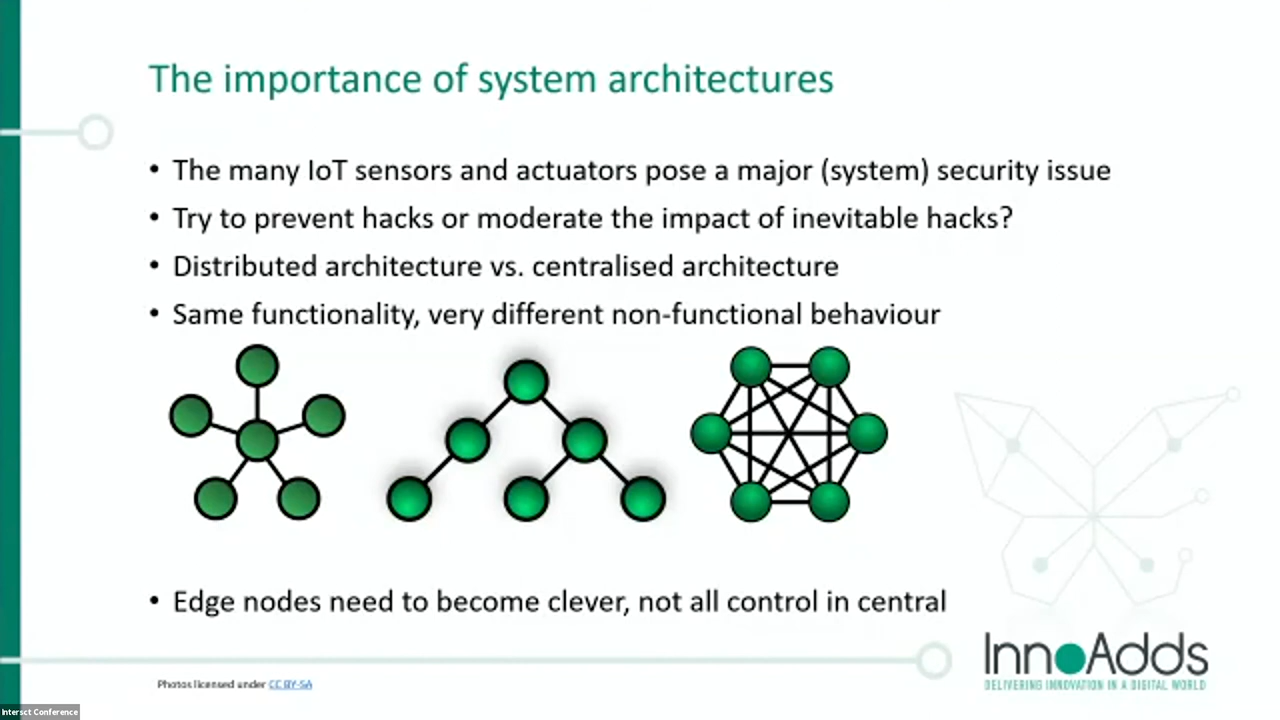 The importance of system architectures
• The many IoT sensors and actuators pose a major (system) security issue
• Try to prevent hacks or moderate the impact of inevitable hacks?
• Distributed architecture vs. centralised architecture
• Same functionality, very different non-functional behaviour
• Edge nodes need to become clever, not all control in central
InnoAdds
DELIVERING INNOVATION IN A DIGITAL WORLD
Photos licensed under CC BY-SA
Intersct Conference